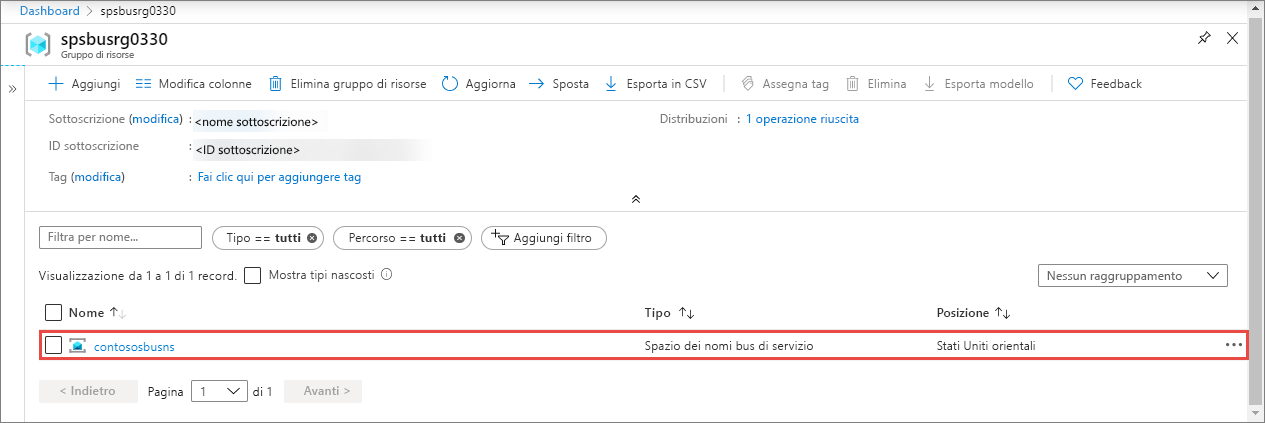 Dashboard > spsbusrg0330
spsbusrg0330
Gruppo di risorse
» Aggiungi Modifica colonne Elimina gruppo di risorse Aggiorna Sposta Esporta in CSV Assegna tag Elimina Esporta modello Feedback
Sottoscrizione (modifica) : <nome sottoscrizione> Distribuzioni : 1 operazione riuscita
ID sottoscrizione : <ID sottoscrizione>
Tag (modifica) : Fai clic qui per aggiungere tag
Filtra per nome... Tipo == tutti Percorso == tutti Aggiungi filtro
Visualizzazione da 1 a 1 di 1 record. Mostra tipi nascosti Nessun raggruppamento
Nome ↑↓ Tipo ↑↓ Posizione ↑↓
contososbusns Spazio dei nomi bus di servizio Stati Uniti orientali ...
< Indietro Pagina 1 di 1 Avanti >